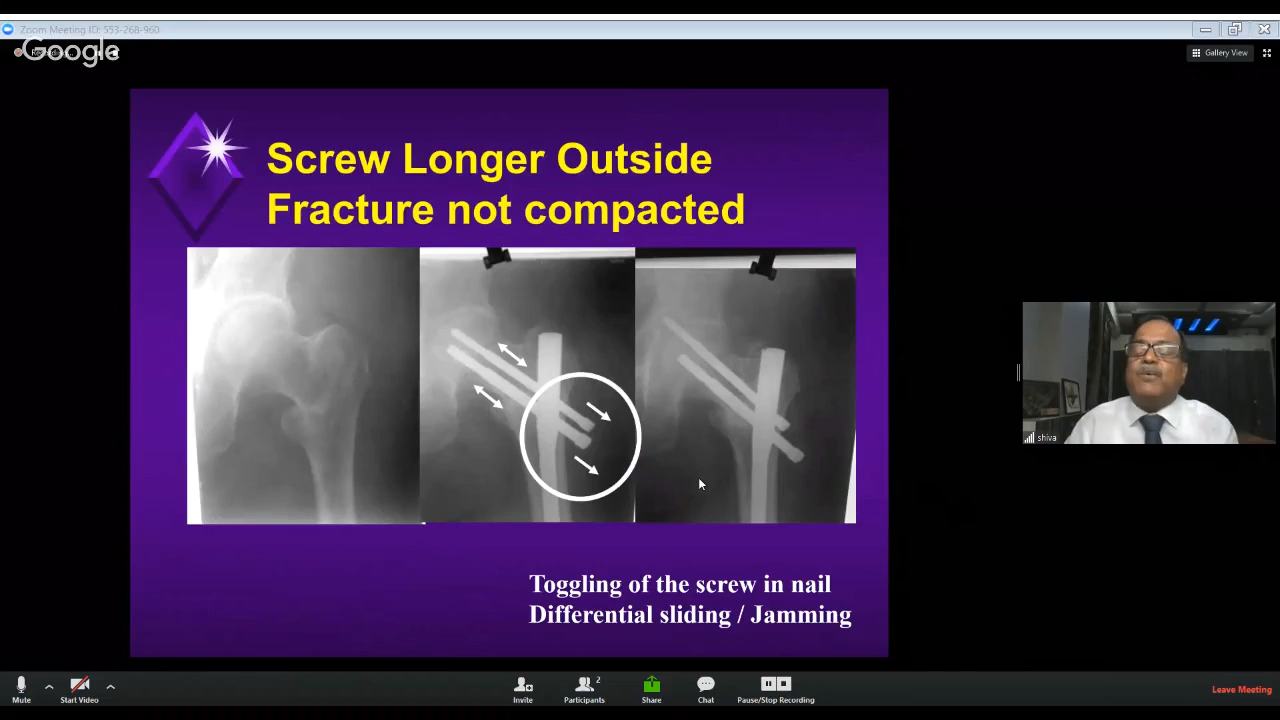 Zoom Meeting ID: 553-268-960
Google
Gallery View
Screw Longer Outside
Fracture not compacted
shiva
Toggling of the screw in nail
Differential sliding / Jamming
Mute
Start Video
Invite
2
Participants
Share
Chat
Pause/Stop Recording
Leave Meeting